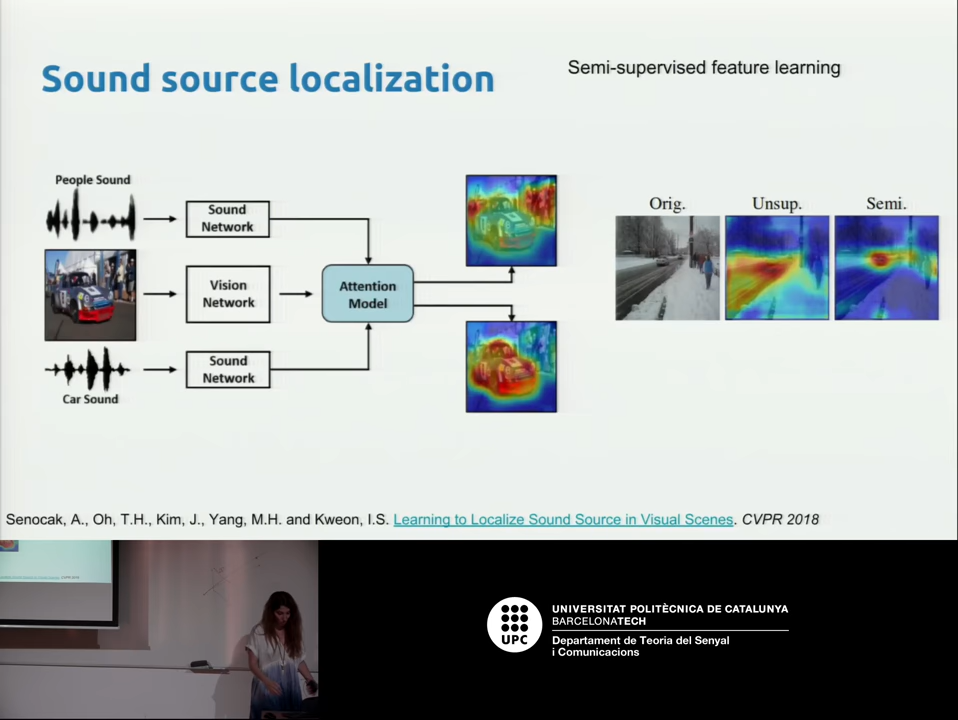 Sound source localization
Semi-supervised feature learning
People Sound
Sound
Network
Vision
Network
Attention
Model
Sound
Network
Car Sound
Orig.
Unsup.
Semi.
Senocak, A., Oh, T.H., Kim, J., Yang, M.H. and Kweon, I.S. Learning to Localize Sound Source in Visual Scenes. CVPR 2018
UPC
UNIVERSITAT POLITÈCNICA DE CATALUNYA
BARCELONATECH
Departament de Teoria del Senyal
i Comunicacions